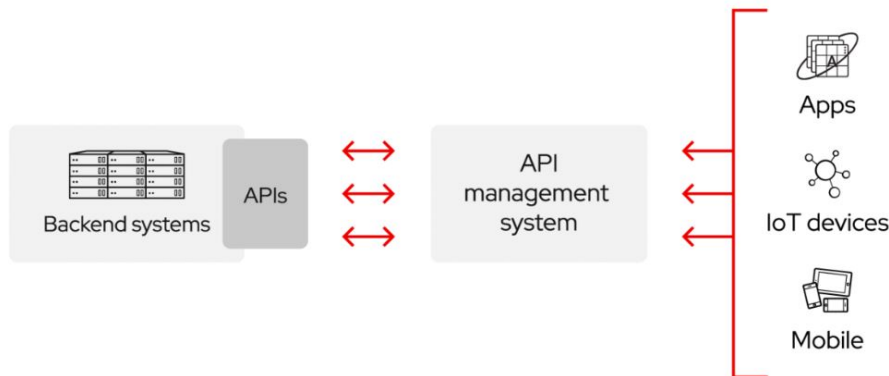 Backend systems
APIs
API
management
system
Apps
IoT devices
Mobile
A